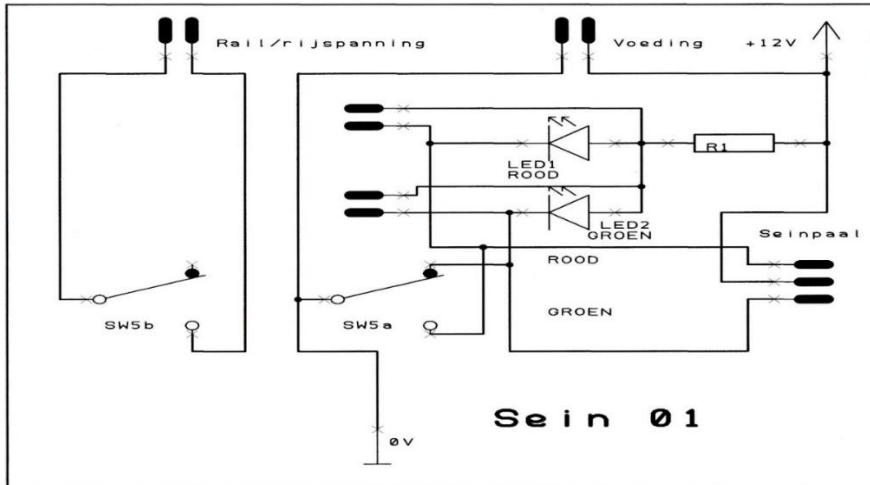 Rail/rijspanning
Voeding
+12V
R1
LED1
ROOD
LED2
GROEN
Seinpaal
ROOD
SW5b
SW5a
GROEN
Sein 01
0V